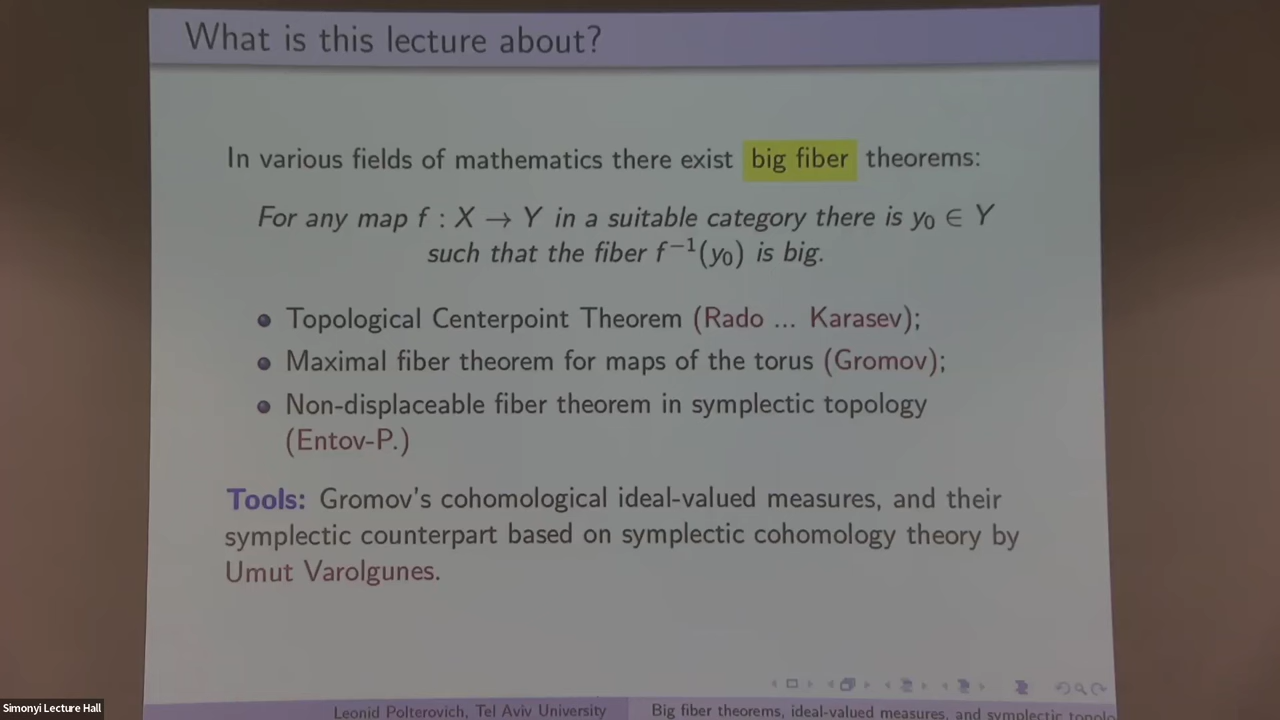 What is this lecture about?
In various fields of mathematics there exist big fiber theorems:
For any map f : X → Y in a suitable category there is y₀ ∈ Y
such that the fiber f⁻¹(y₀) is big.
Topological Centerpoint Theorem (Rado ... Karasev);
Maximal fiber theorem for maps of the torus (Gromov);
Non-displaceable fiber theorem in symplectic topology
(Entov-P.)
Tools: Gromov's cohomological ideal-valued measures, and their
symplectic counterpart based on symplectic cohomology theory by
Umut Varolgunes.
Simonyi Lecture Hall
Leonid Polterovich, Tel Aviv University
Big fiber theorems, ideal-valued measures, and symplectic topolo